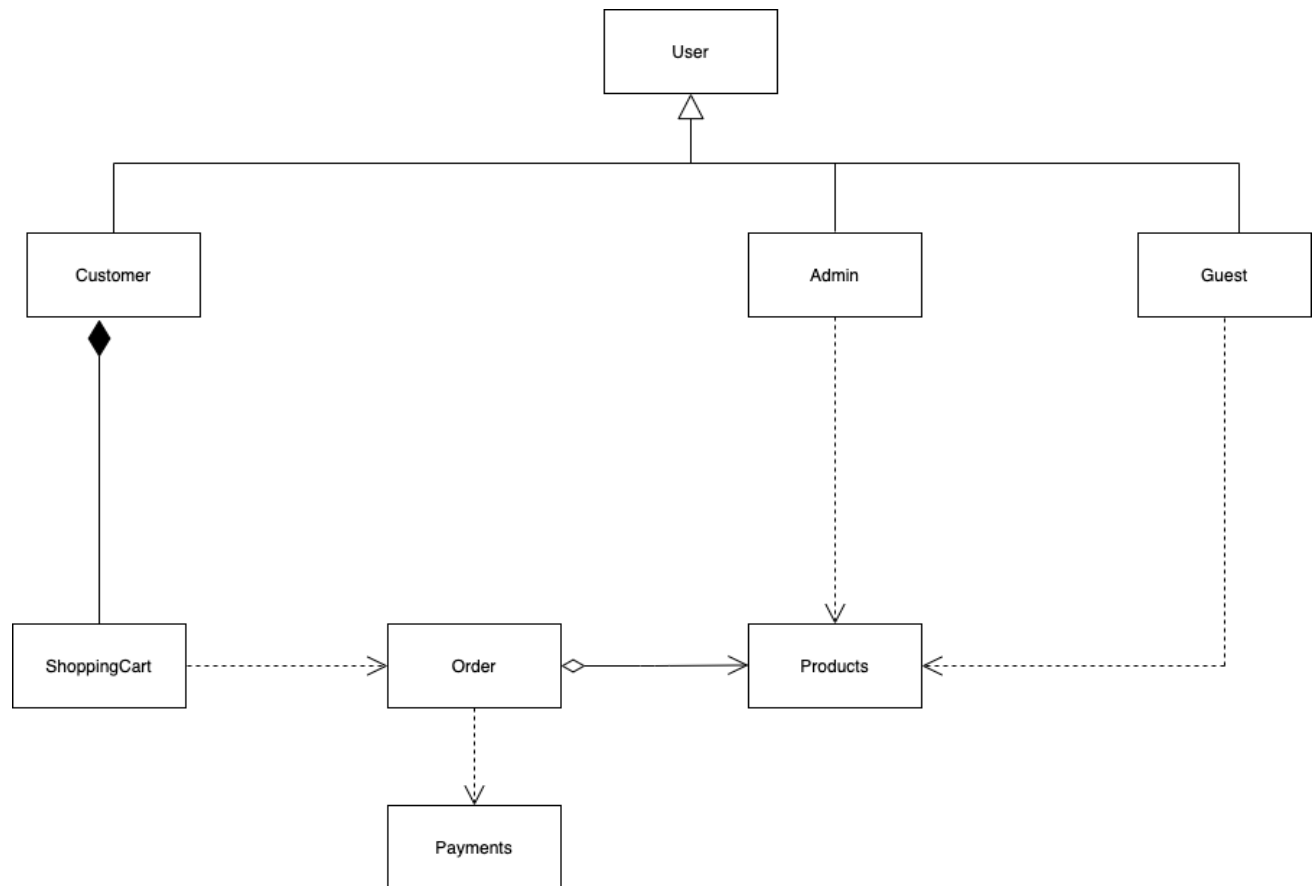 User
Customer
Admin
Guest
ShoppingCart
Order
Products
Payments